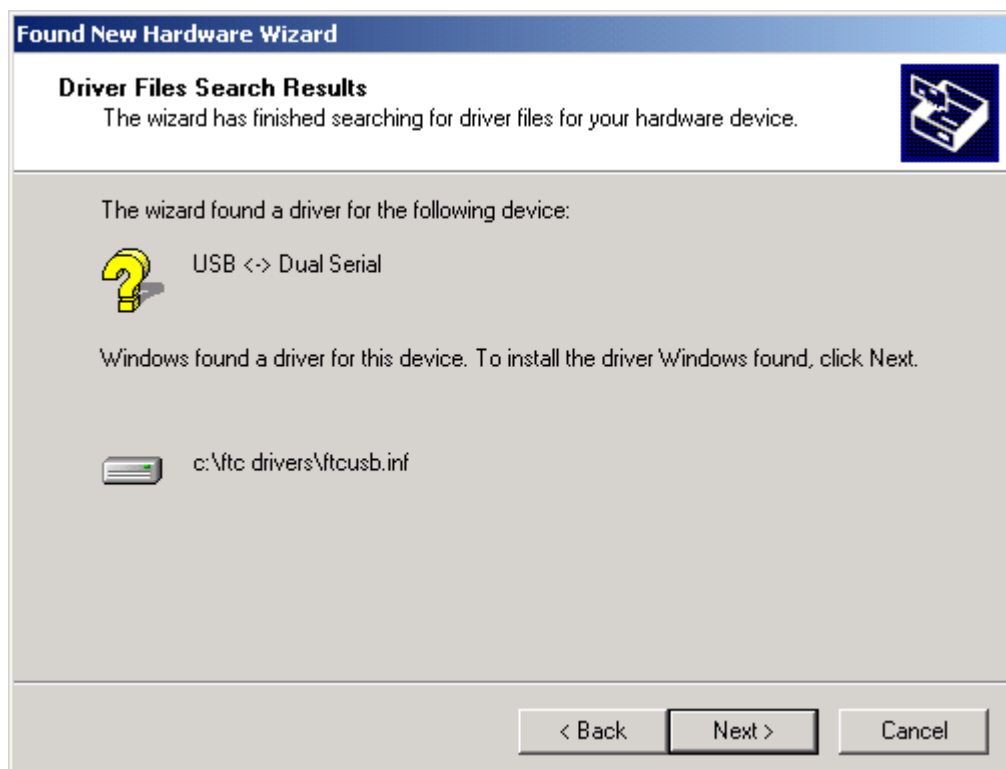 Found New Hardware Wizard
Driver Files Search Results
The wizard has finished searching for driver files for your hardware device.
The wizard found a driver for the following device:
USB <-> Dual Serial
Windows found a driver for this device. To install the driver Windows found, click Next.
c:\ftc drivers\ftcusb.inf
< Back
Next >
Cancel